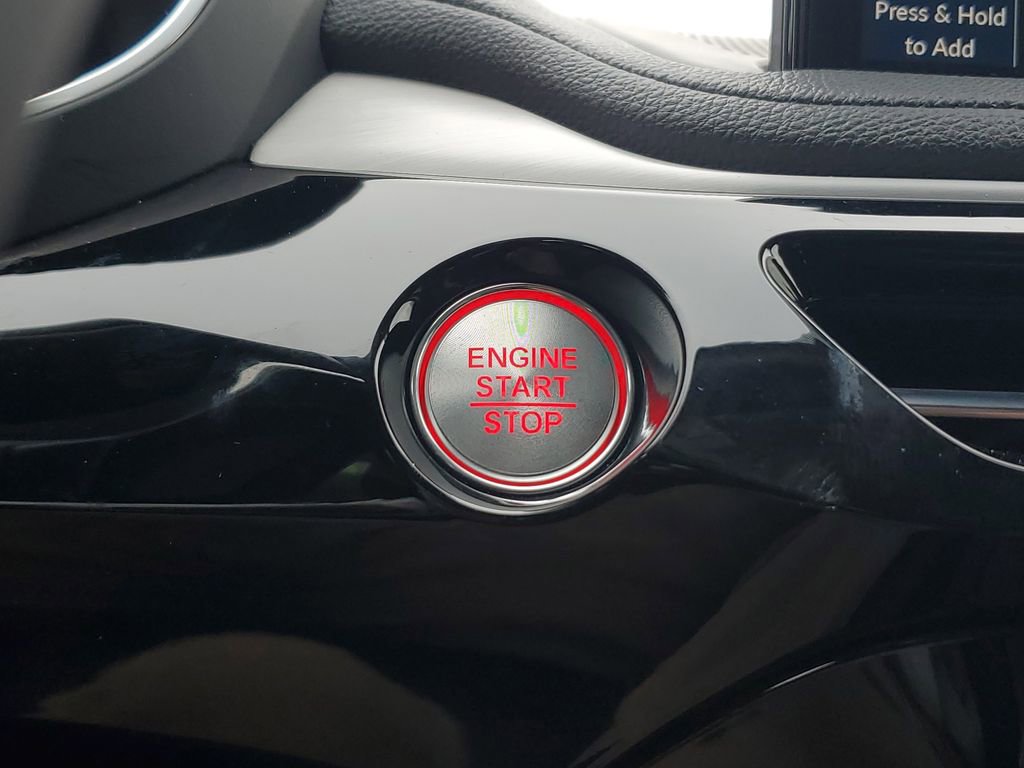 Press & Hold
to Add
ENGINE
START
STOP